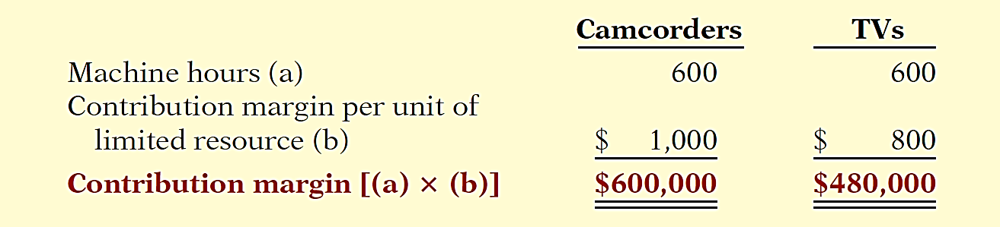 Camcorders TVs
Machine hours (a) 600 600
Contribution margin per unit of
limited resource (b) $ 1,000 $ 800
Contribution margin [(a) × (b)] $600,000 $480,000